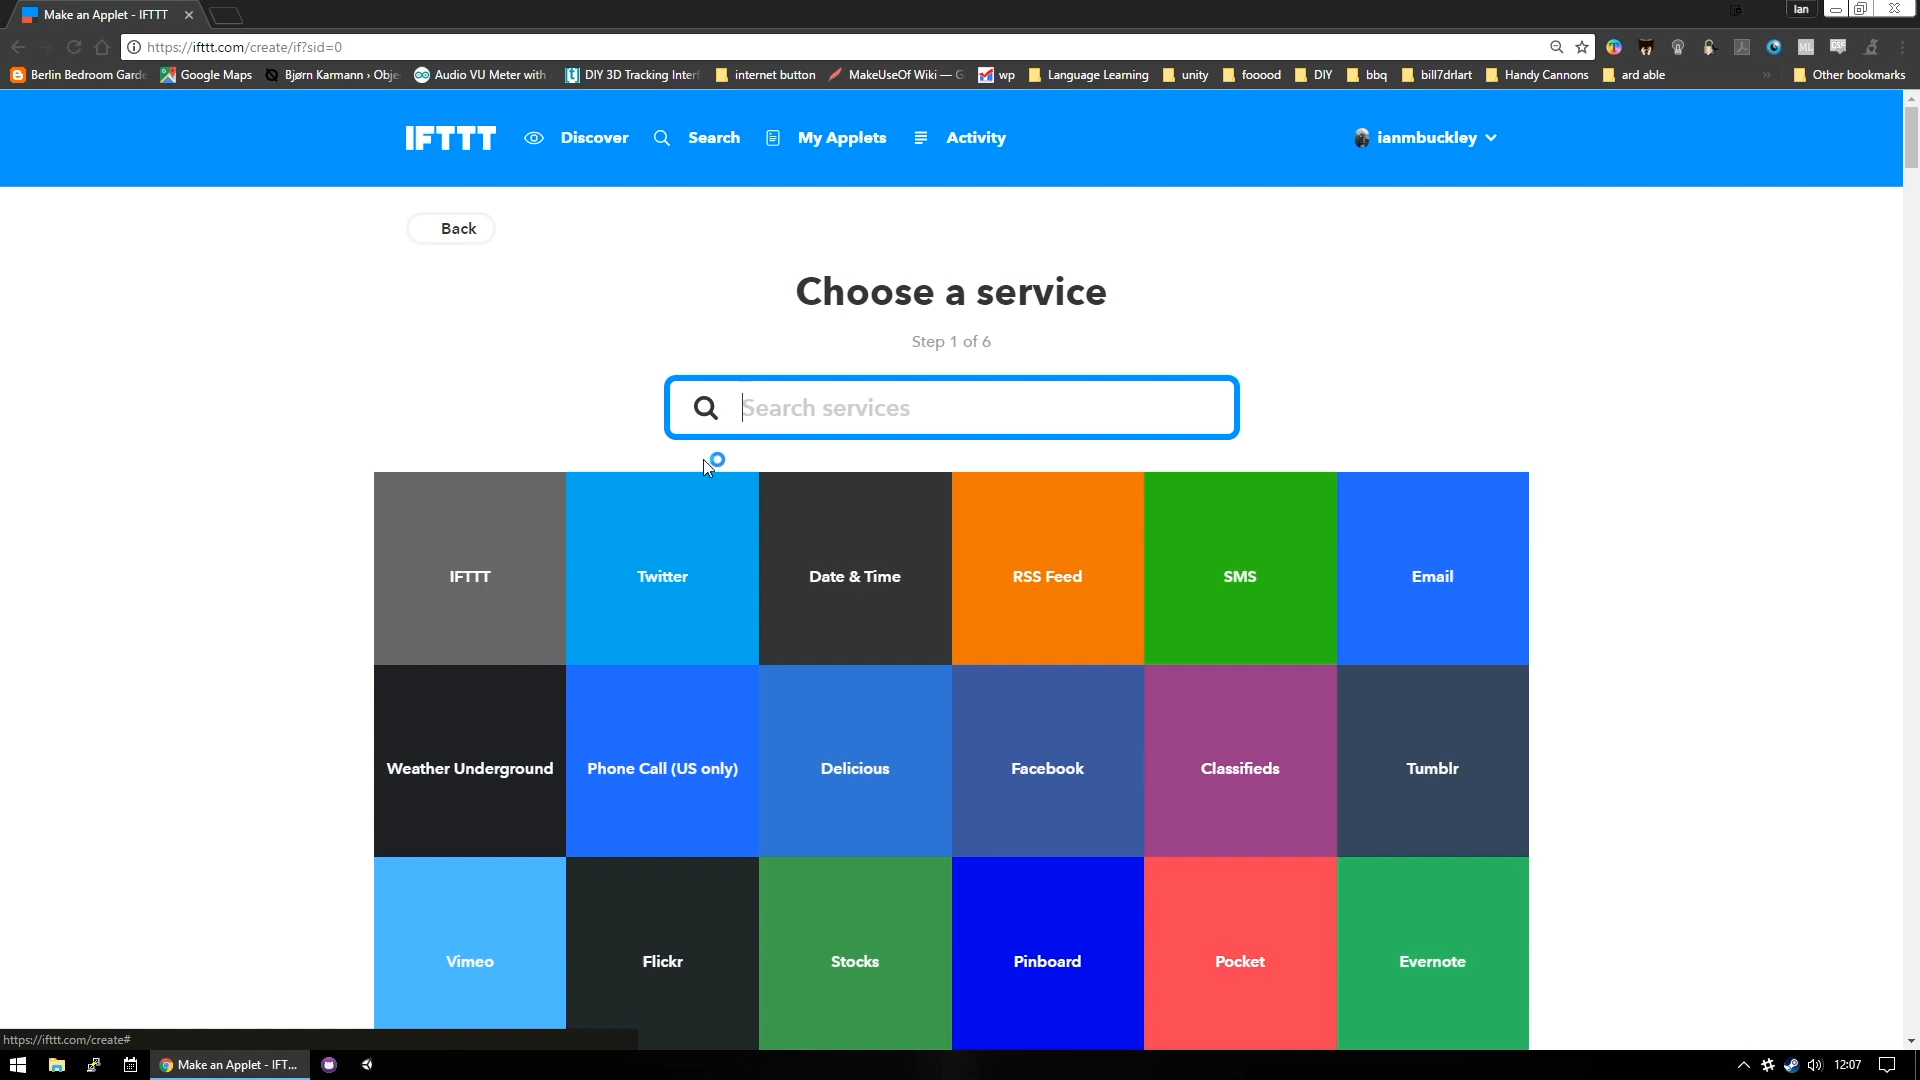 Make an Applet - IFTTT
Ian
https://ifttt.com/create/if?sid=0
Berlin Bedroom Garde
Google Maps
Bjørn Karmann › Obje
Audio VU Meter with
DIY 3D Tracking Interf
internet button
MakeUseOf Wiki — G
wp
Language Learning
unity
fooood
DIY
bbq
bill7drlart
Handy Cannons
ard able
Other bookmarks
IFTTT
Discover
Search
My Applets
Activity
ianmbuckley
Back
Choose a service
Step 1 of 6
Search services
IFTTT
Twitter
Date & Time
RSS Feed
SMS
Email
Weather Underground
Phone Call (US only)
Delicious
Facebook
Classifieds
Tumblr
Vimeo
Flickr
Stocks
Pinboard
Pocket
Evernote
https://ifttt.com/create#
Make an Applet - IFT...
12:07